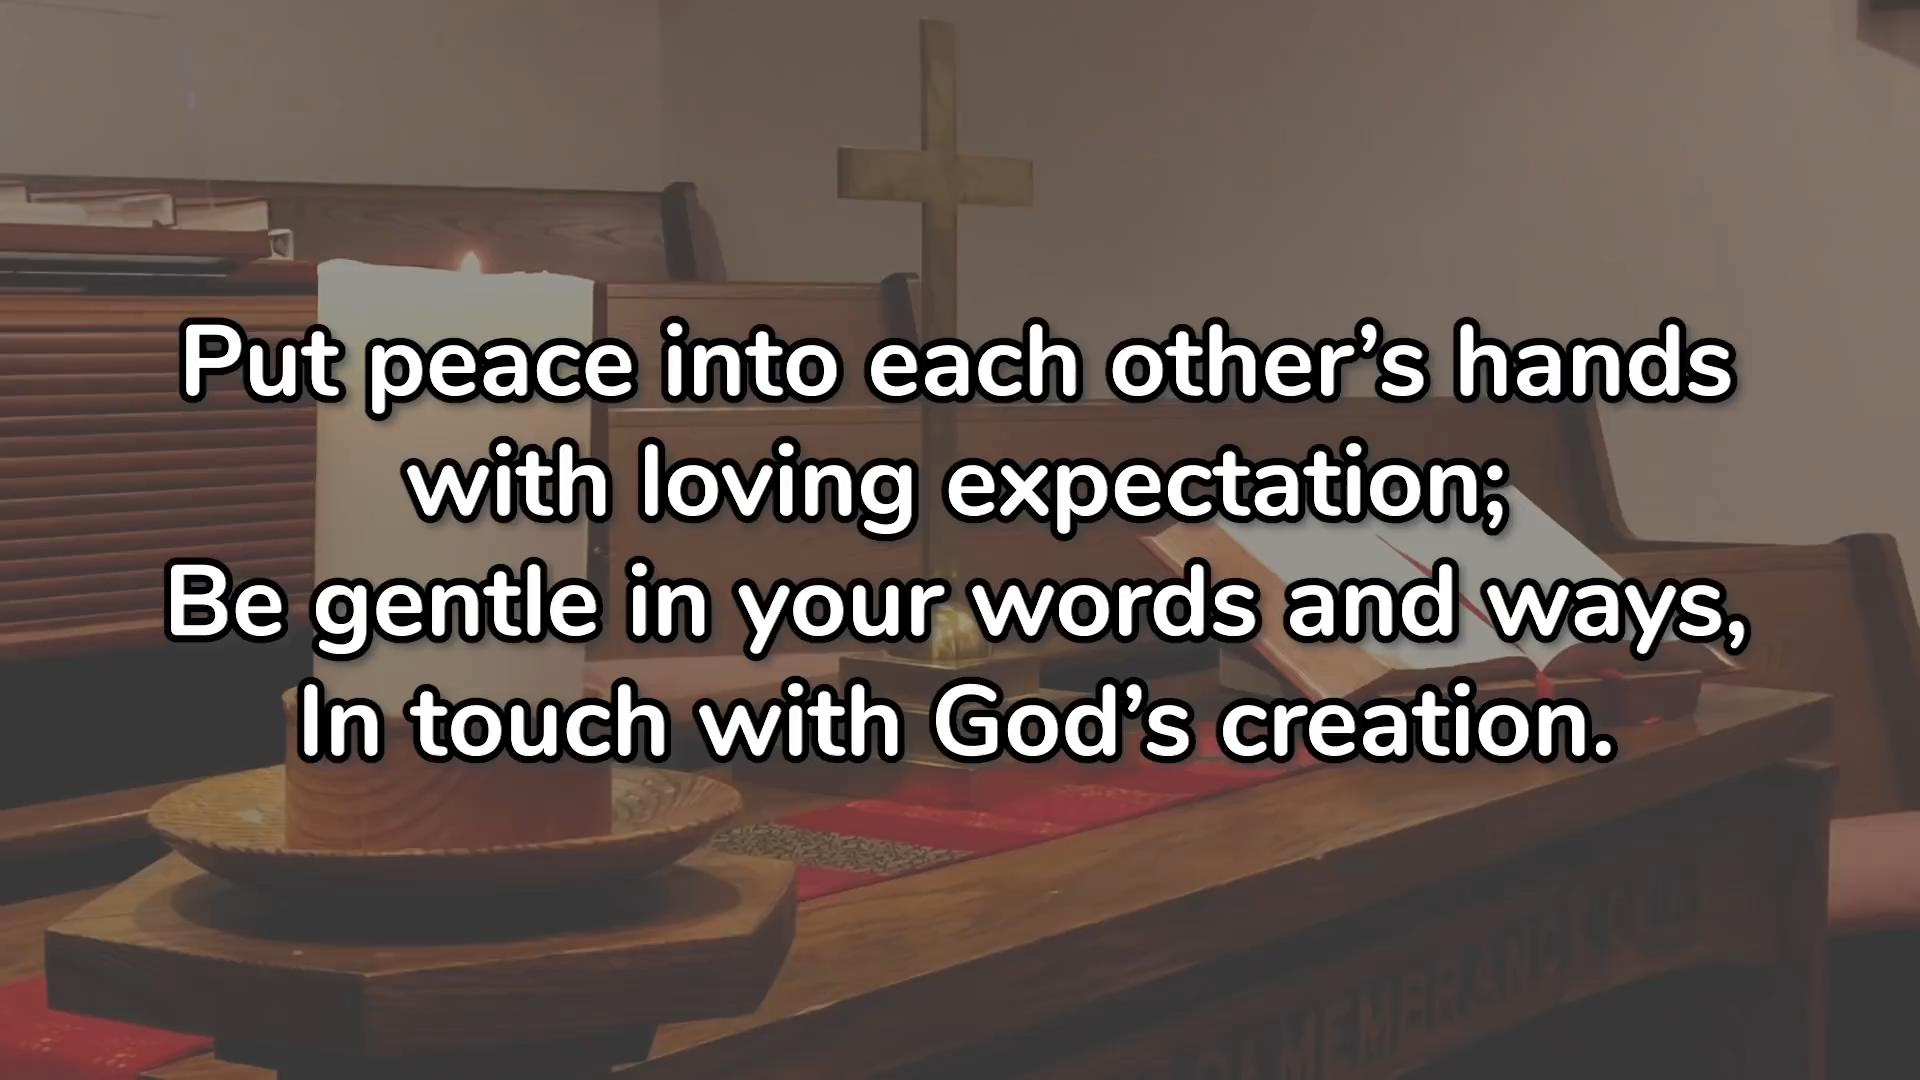 Put peace into each other’s hands
with loving expectation;
Be gentle in your words and ways,
In touch with God’s creation.
MEMBRANCE